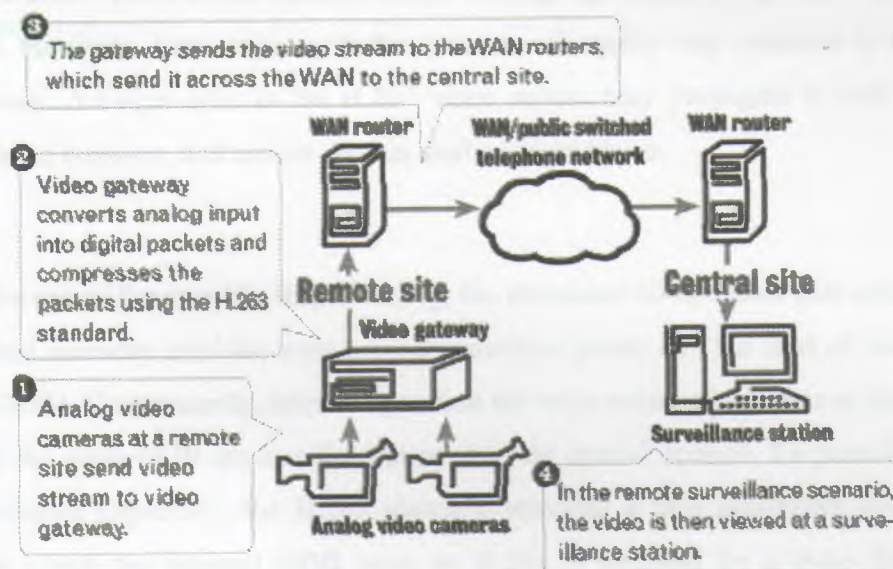 3
The gateway sends the video stream to the WAN routers,
which send it across the WAN to the central site.
WAN router
WAN/public switched
telephone network
WAN router
2
Video gateway
converts analog input
into digital packets and
compresses the
packets using the H.263
standard.
Remote site
Central site
Video gateway
1
Analog video
cameras at a remote
site send video
stream to video
gateway.
Analog video cameras
Surveillance station
4
In the remote surveillance scenario,
the video is then viewed at a surve-
illance station.